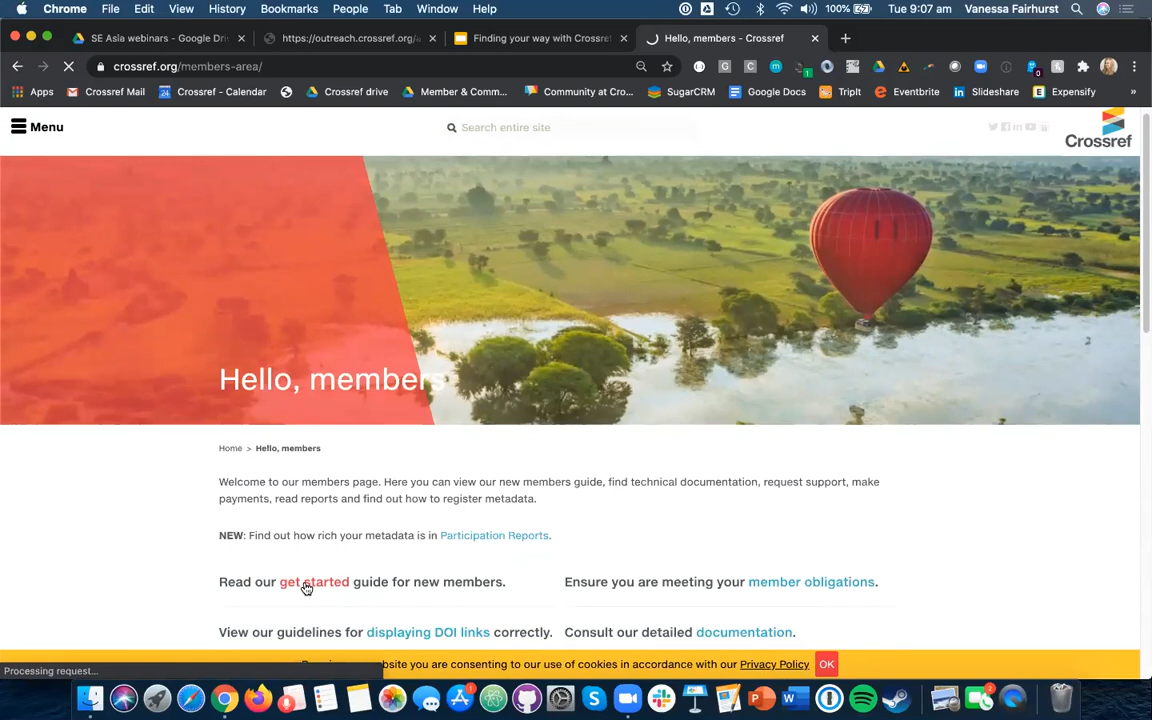 Chrome File Edit View History Bookmarks People Tab Window Help 100% Tue 9:07 am Vanessa Fairhurst
SE Asia webinars - Google Dri https://outreach.crossref.org/ Finding your way with Crossre Hello, members - Crossref
crossref.org/members-area/
Apps Crossref Mail Crossref - Calendar Crossref drive Member & Comm... Community at Cro... SugarCRM Google Docs TripIt Eventbrite Slideshare Expensify »
Menu Search entire site Crossref
Hello, members
Home > Hello, members
Welcome to our members page. Here you can view our new members guide, find technical documentation, request support, make
payments, read reports and find out how to register metadata.
NEW: Find out how rich your metadata is in Participation Reports.
Read our get started guide for new members. Ensure you are meeting your member obligations.
View our guidelines for displaying DOI links correctly. Consult our detailed documentation.
Processing request... bsite you are consenting to our use of cookies in accordance with our Privacy Policy OK